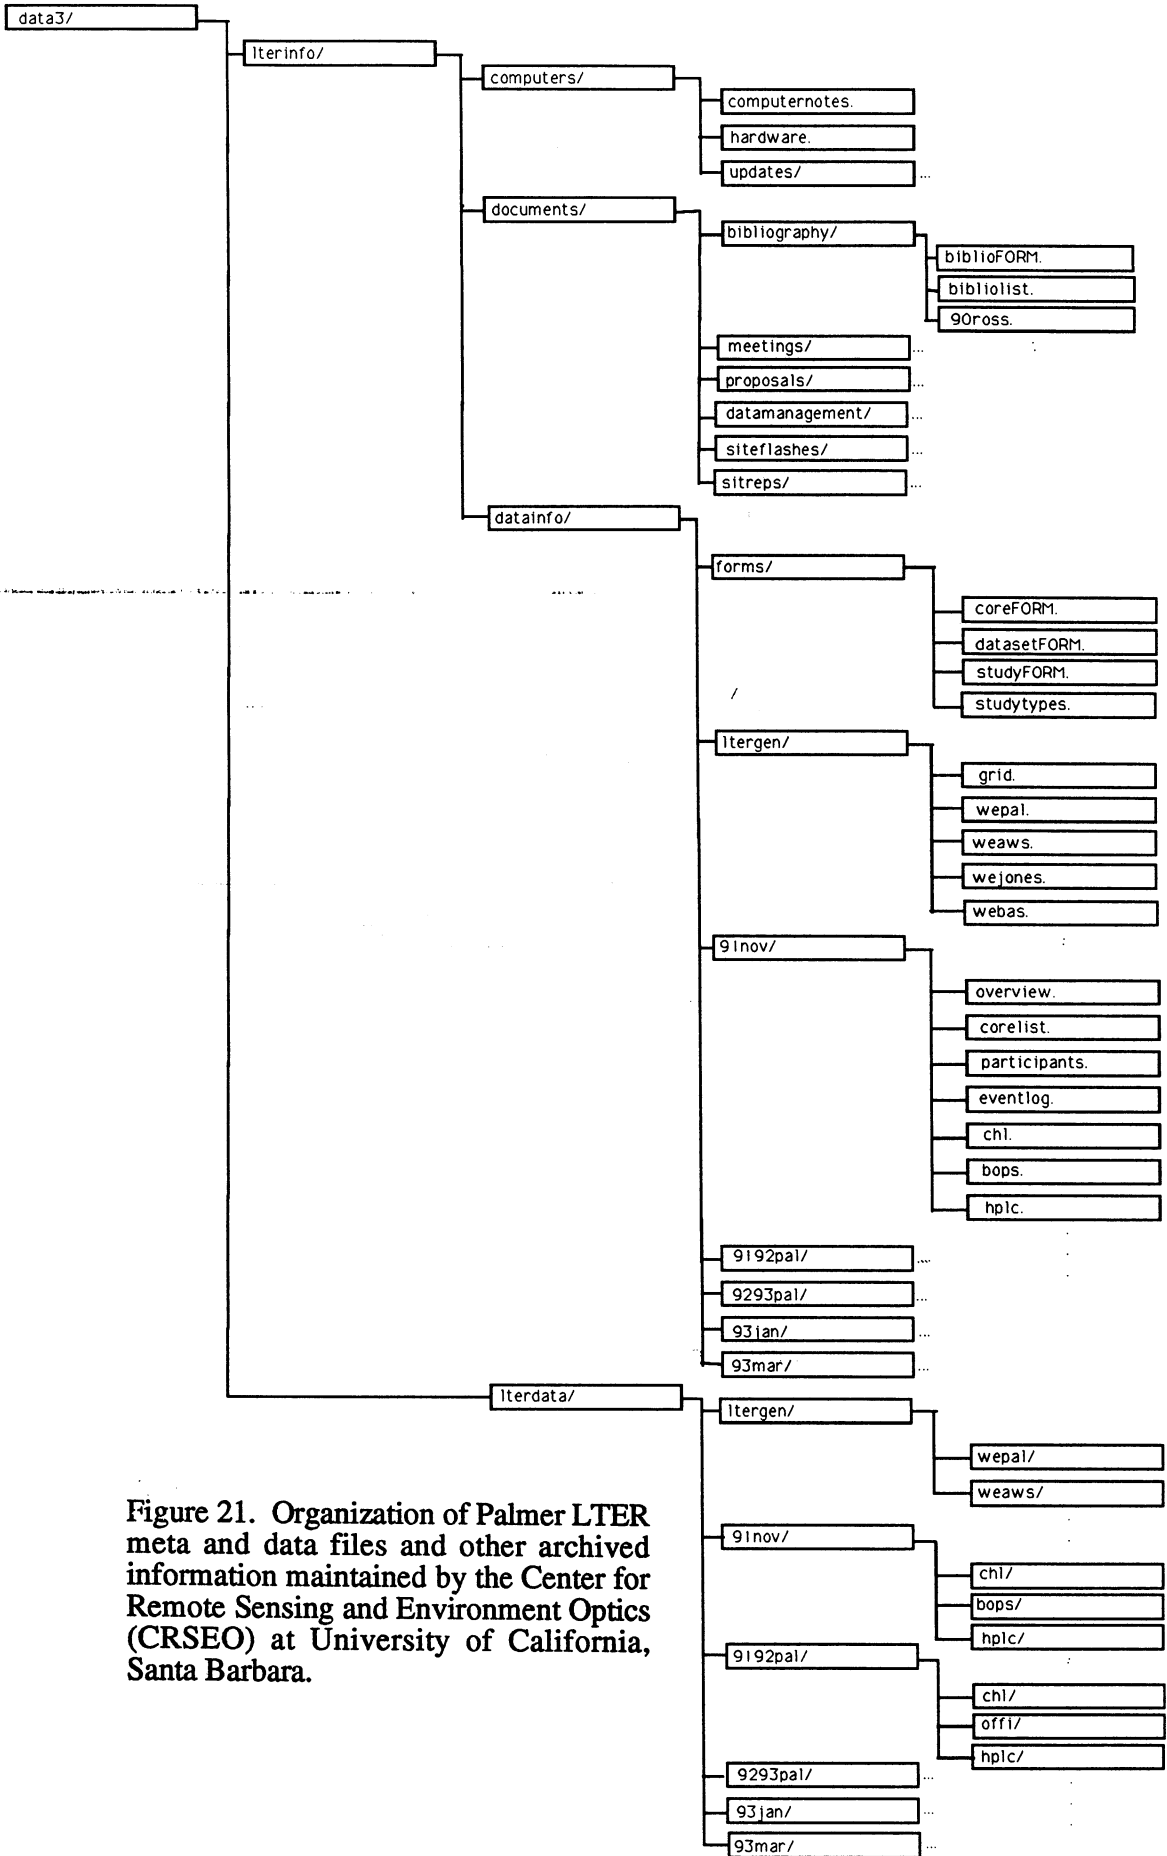 data3/
lterinfo/
computers/
computernotes.
hardware.
updates/ ...
documents/
bibliography/
biblioFORM.
bibliolist.
90ross.
meetings/ ...
proposals/ ...
datamanagement/ ...
siteflashes/ ...
sitreps/ ...
datainfo/
forms/
coreFORM.
datasetFORM.
studyFORM.
studytypes.
ltergen/
grid.
wepal.
weaws.
wejones.
webas.
91nov/
overview.
corelist.
participants.
eventlog.
chl.
bops.
hplc.
9192pal/ ...
9293pal/ ...
93jan/ ...
93mar/ ...
lterdata/
ltergen/
wepal/
weaws/
91nov/
chl/
bops/
hplc/
9192pal/
chl/
offi/
hplc/
9293pal/ ...
93jan/ ...
93mar/ ...
Figure 21. Organization of Palmer LTER
meta and data files and other archived
information maintained by the Center for
Remote Sensing and Environment Optics
(CRSEO) at University of California,
Santa Barbara.